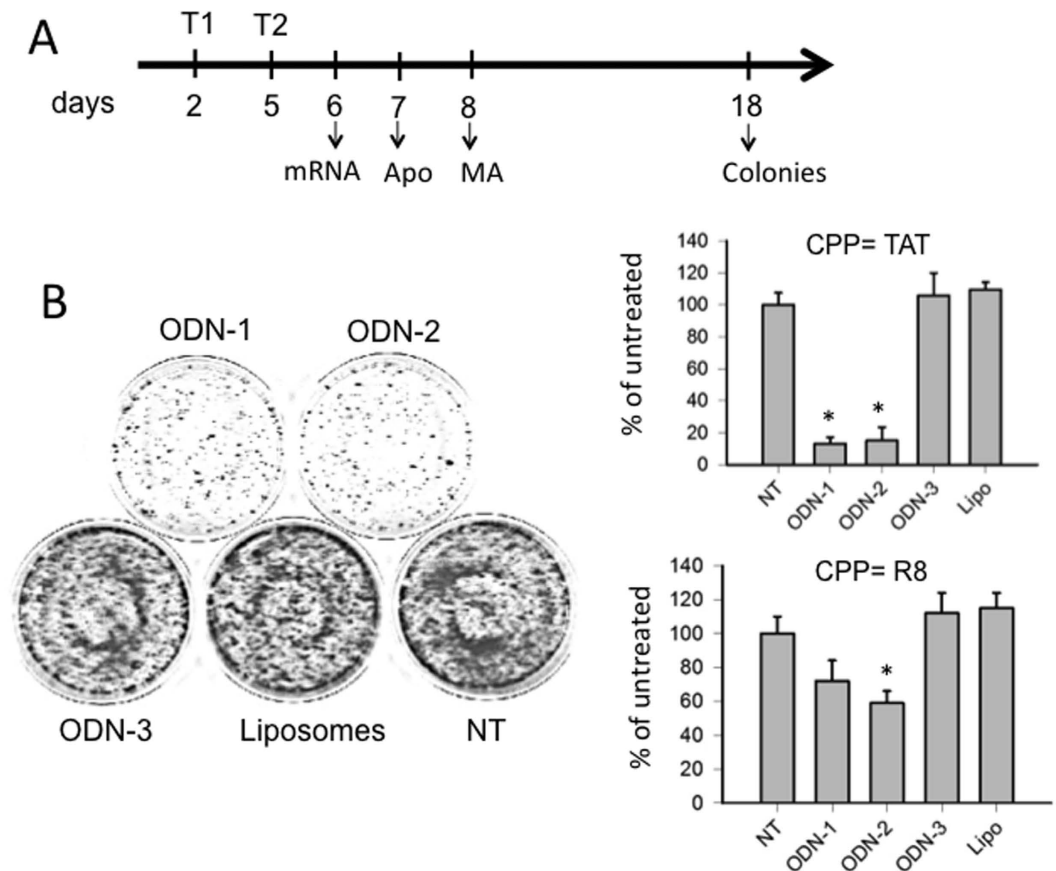 A
T1 T2
days 2 5 6 7 8 18
mRNA Apo MA Colonies
B
ODN-1 ODN-2
ODN-3 Liposomes NT
CPP= TAT
% of untreated
140
120
100
80
60
40
20
0
NT ODN-1 ODN-2 ODN-3 Lipo
* *
CPP= R8
% of untreated
140
120
100
80
60
40
20
0
NT ODN-1 ODN-2 ODN-3 Lipo
*